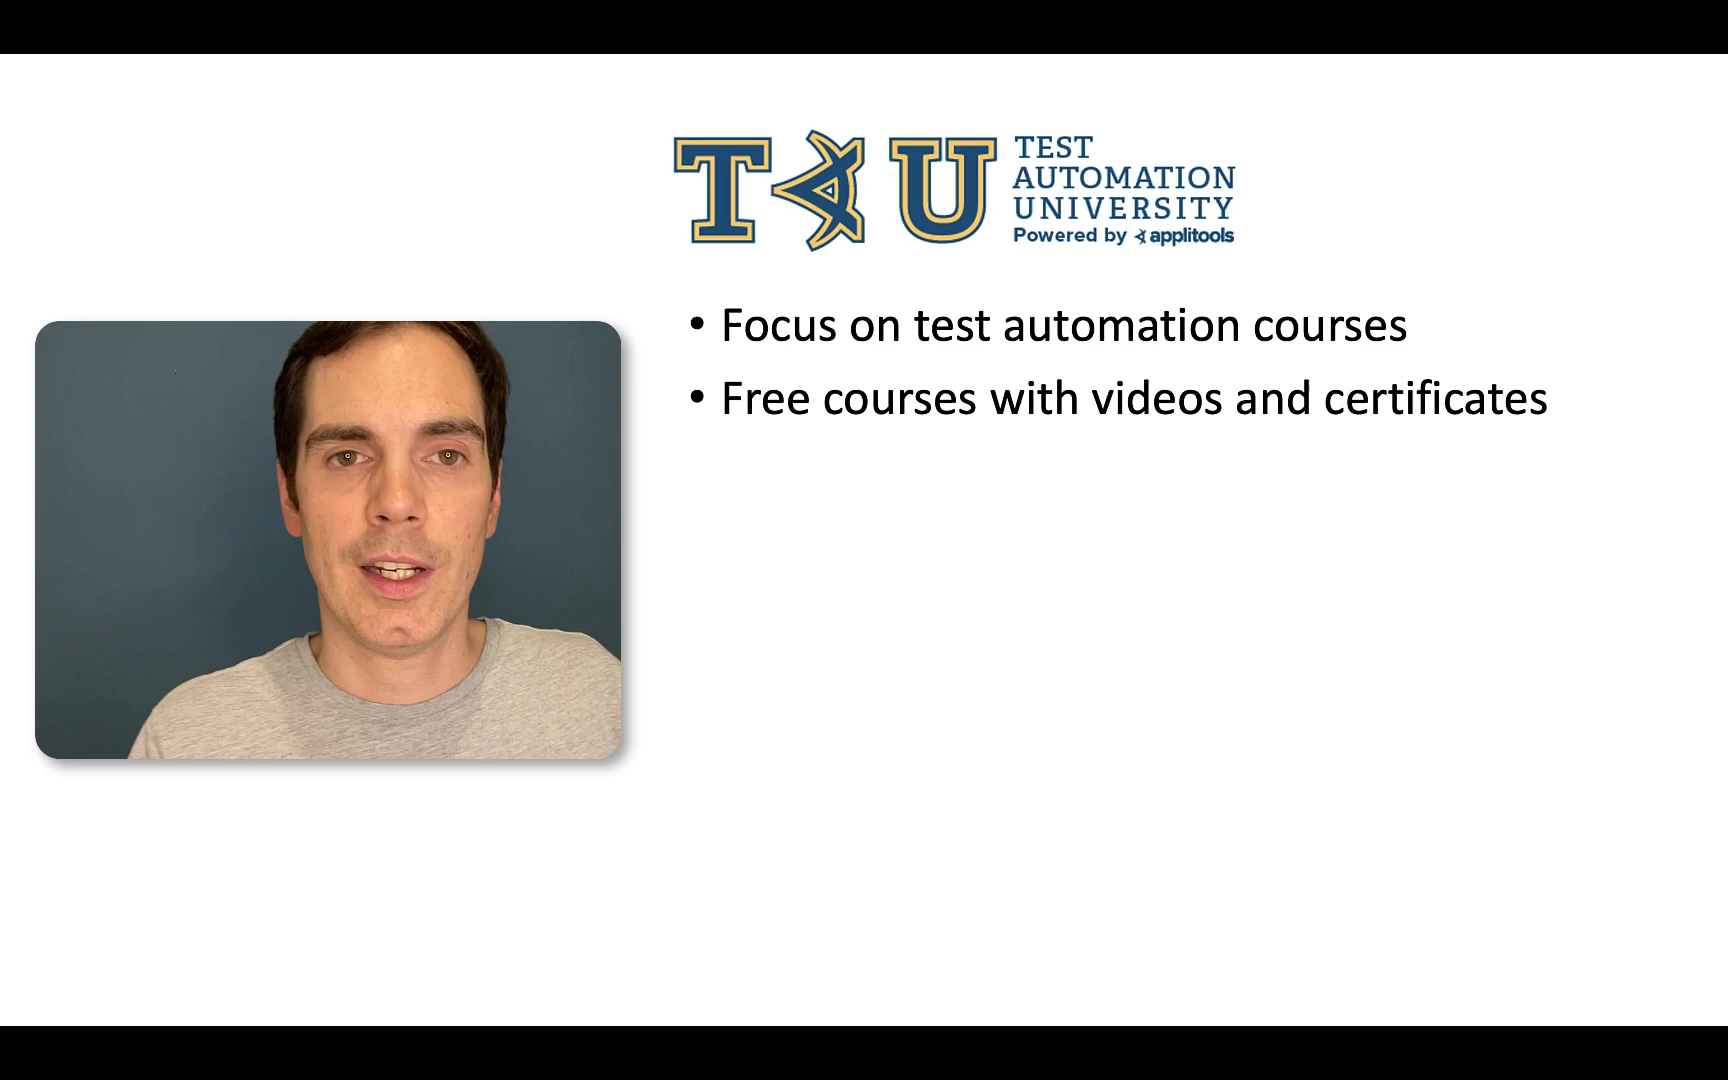 TAU
TEST
AUTOMATION
UNIVERSITY
Powered by applitools
• Focus on test automation courses
• Free courses with videos and certificates